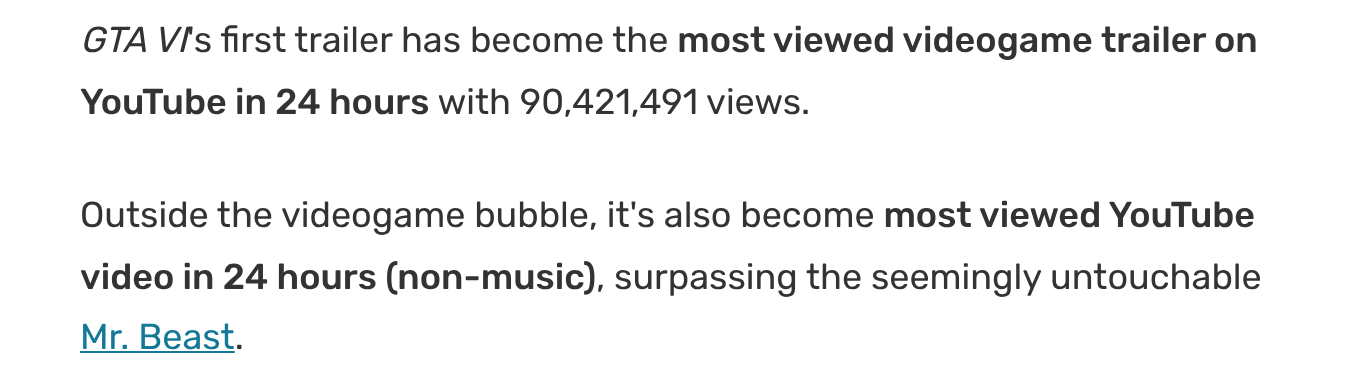 GTA VI's first trailer has become the most viewed videogame trailer on
YouTube in 24 hours with 90,421,491 views.
Outside the videogame bubble, it's also become most viewed YouTube
video in 24 hours (non-music), surpassing the seemingly untouchable
Mr. Beast.